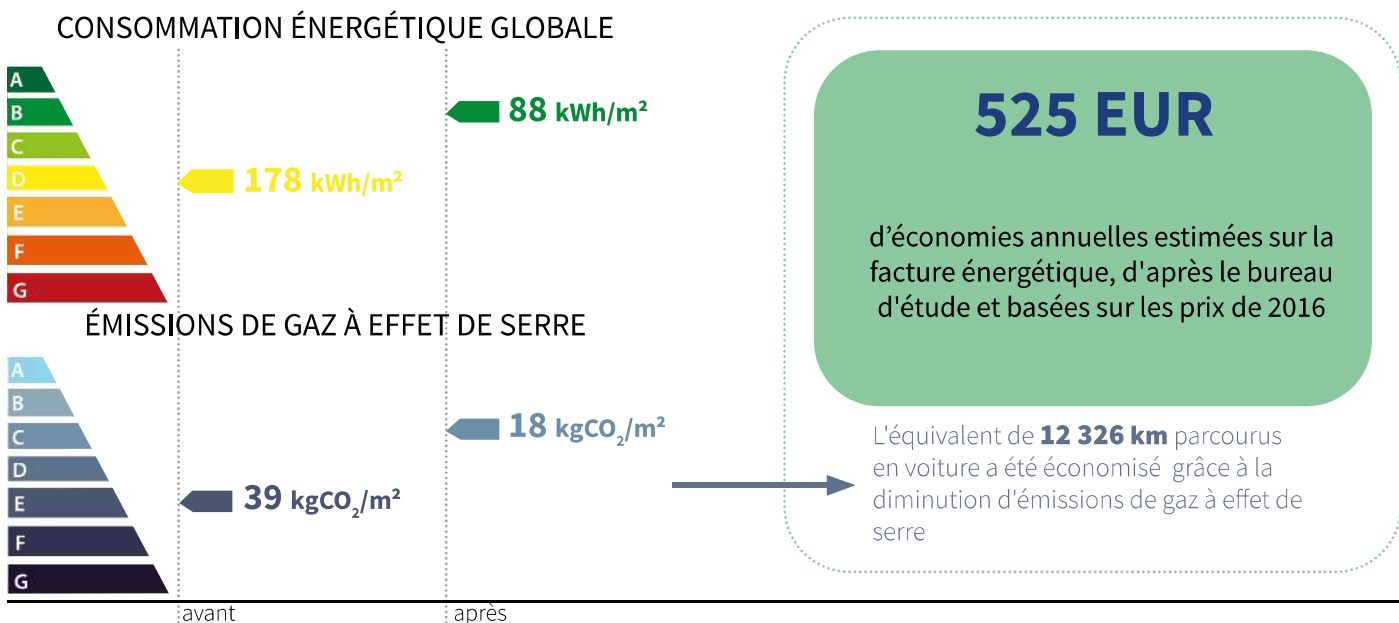 CONSOMMATION ÉNERGÉTIQUE GLOBALE
A
B
C
D
E
F
G
88 kWh/m²
178 kWh/m²
ÉMISSIONS DE GAZ À EFFET DE SERRE
A
B
C
D
E
F
G
18 kgCO₂/m²
39 kgCO₂/m²
avant
après
525 EUR
d’économies annuelles estimées sur la
facture énergétique, d'après le bureau
d'étude et basées sur les prix de 2016
L'équivalent de 12 326 km parcourus
en voiture a été économisé grâce à la
diminution d'émissions de gaz à effet de
serre